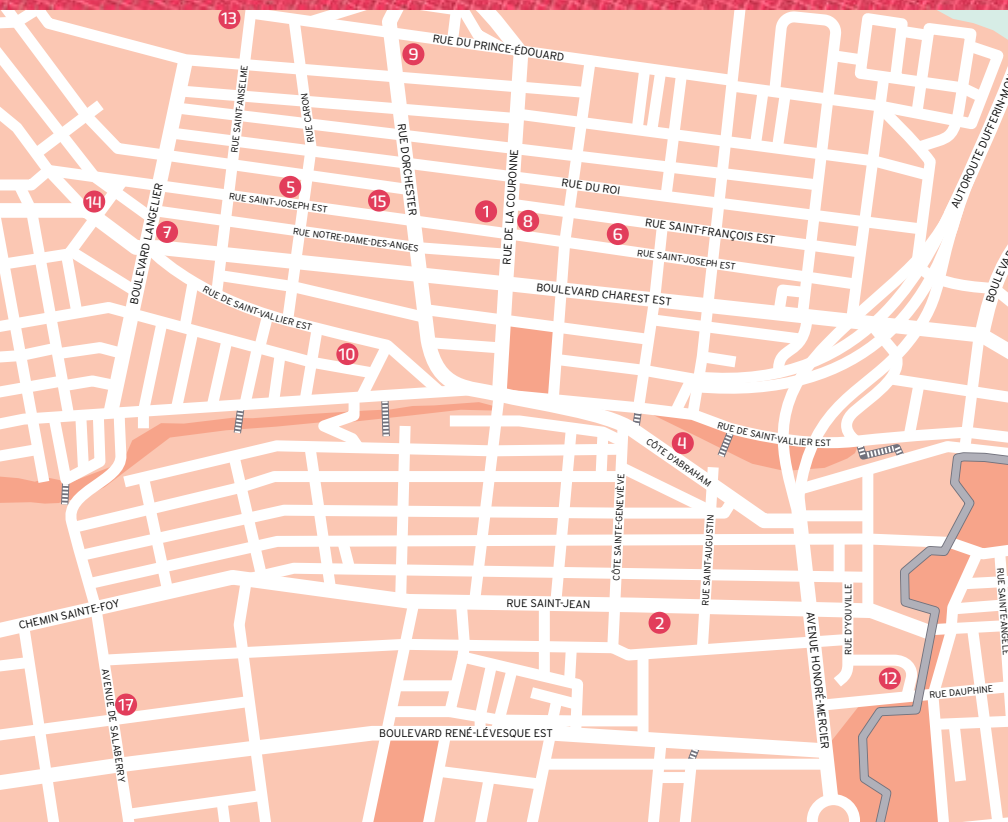 13
RUE DU PRINCE-ÉDOUARD
9
RUE SAINT-ANSELME
RUE CARON
RUE DORCHESTER
RUE DE LA COURONNE
AUTOROUTE DUFFERIN-MON
14
5
15
RUE DU ROI
RUE SAINT-JOSEPH EST
1
8
6
RUE SAINT-FRANÇOIS EST
7
BOULEVARD LANGELIER
RUE NOTRE-DAME-DES-ANGES
RUE SAINT-JOSEPH EST
BOULEVAR
RUE DE SAINT-VALLIER EST
BOULEVARD CHAREST EST
10
4
RUE DE SAINT-VALLIER EST
CÔTE D'ABRAHAM
CÔTE SAINTE-GENEVIÈVE
RUE SAINT-AUGUSTIN
CHEMIN SAINTE-FOY
RUE SAINT-JEAN
2
AVENUE HONORÉ-MERCIER
RUE D'YOUVILLE
RUE SAINTE-ANGÈLE
12
RUE DAUPHINE
AVENUE DE SALABERRY
17
BOULEVARD RENÉ-LÉVESQUE EST